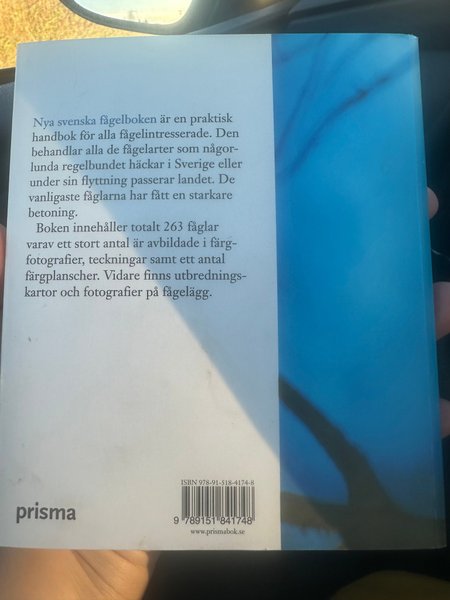 Nya svenska fågelboken är en praktisk
handbok för alla fågelintresserade. Den
behandlar alla de fågelarter som någor-
lunda regelbundet häckar i Sverige eller
under sin flyttning passerar landet. De
vanligaste fåglarna har fått en starkare
betoning.
Boken innehåller totalt 263 fåglar
varav ett stort antal är avbildade i färg-
fotografier, teckningar samt ett antal
färgplanscher. Vidare finns utbrednings-
kartor och fotografier på fågelägg.
ISBN 978-91-518-4174-8
9 789151 841748
www.prismabok.se
prisma